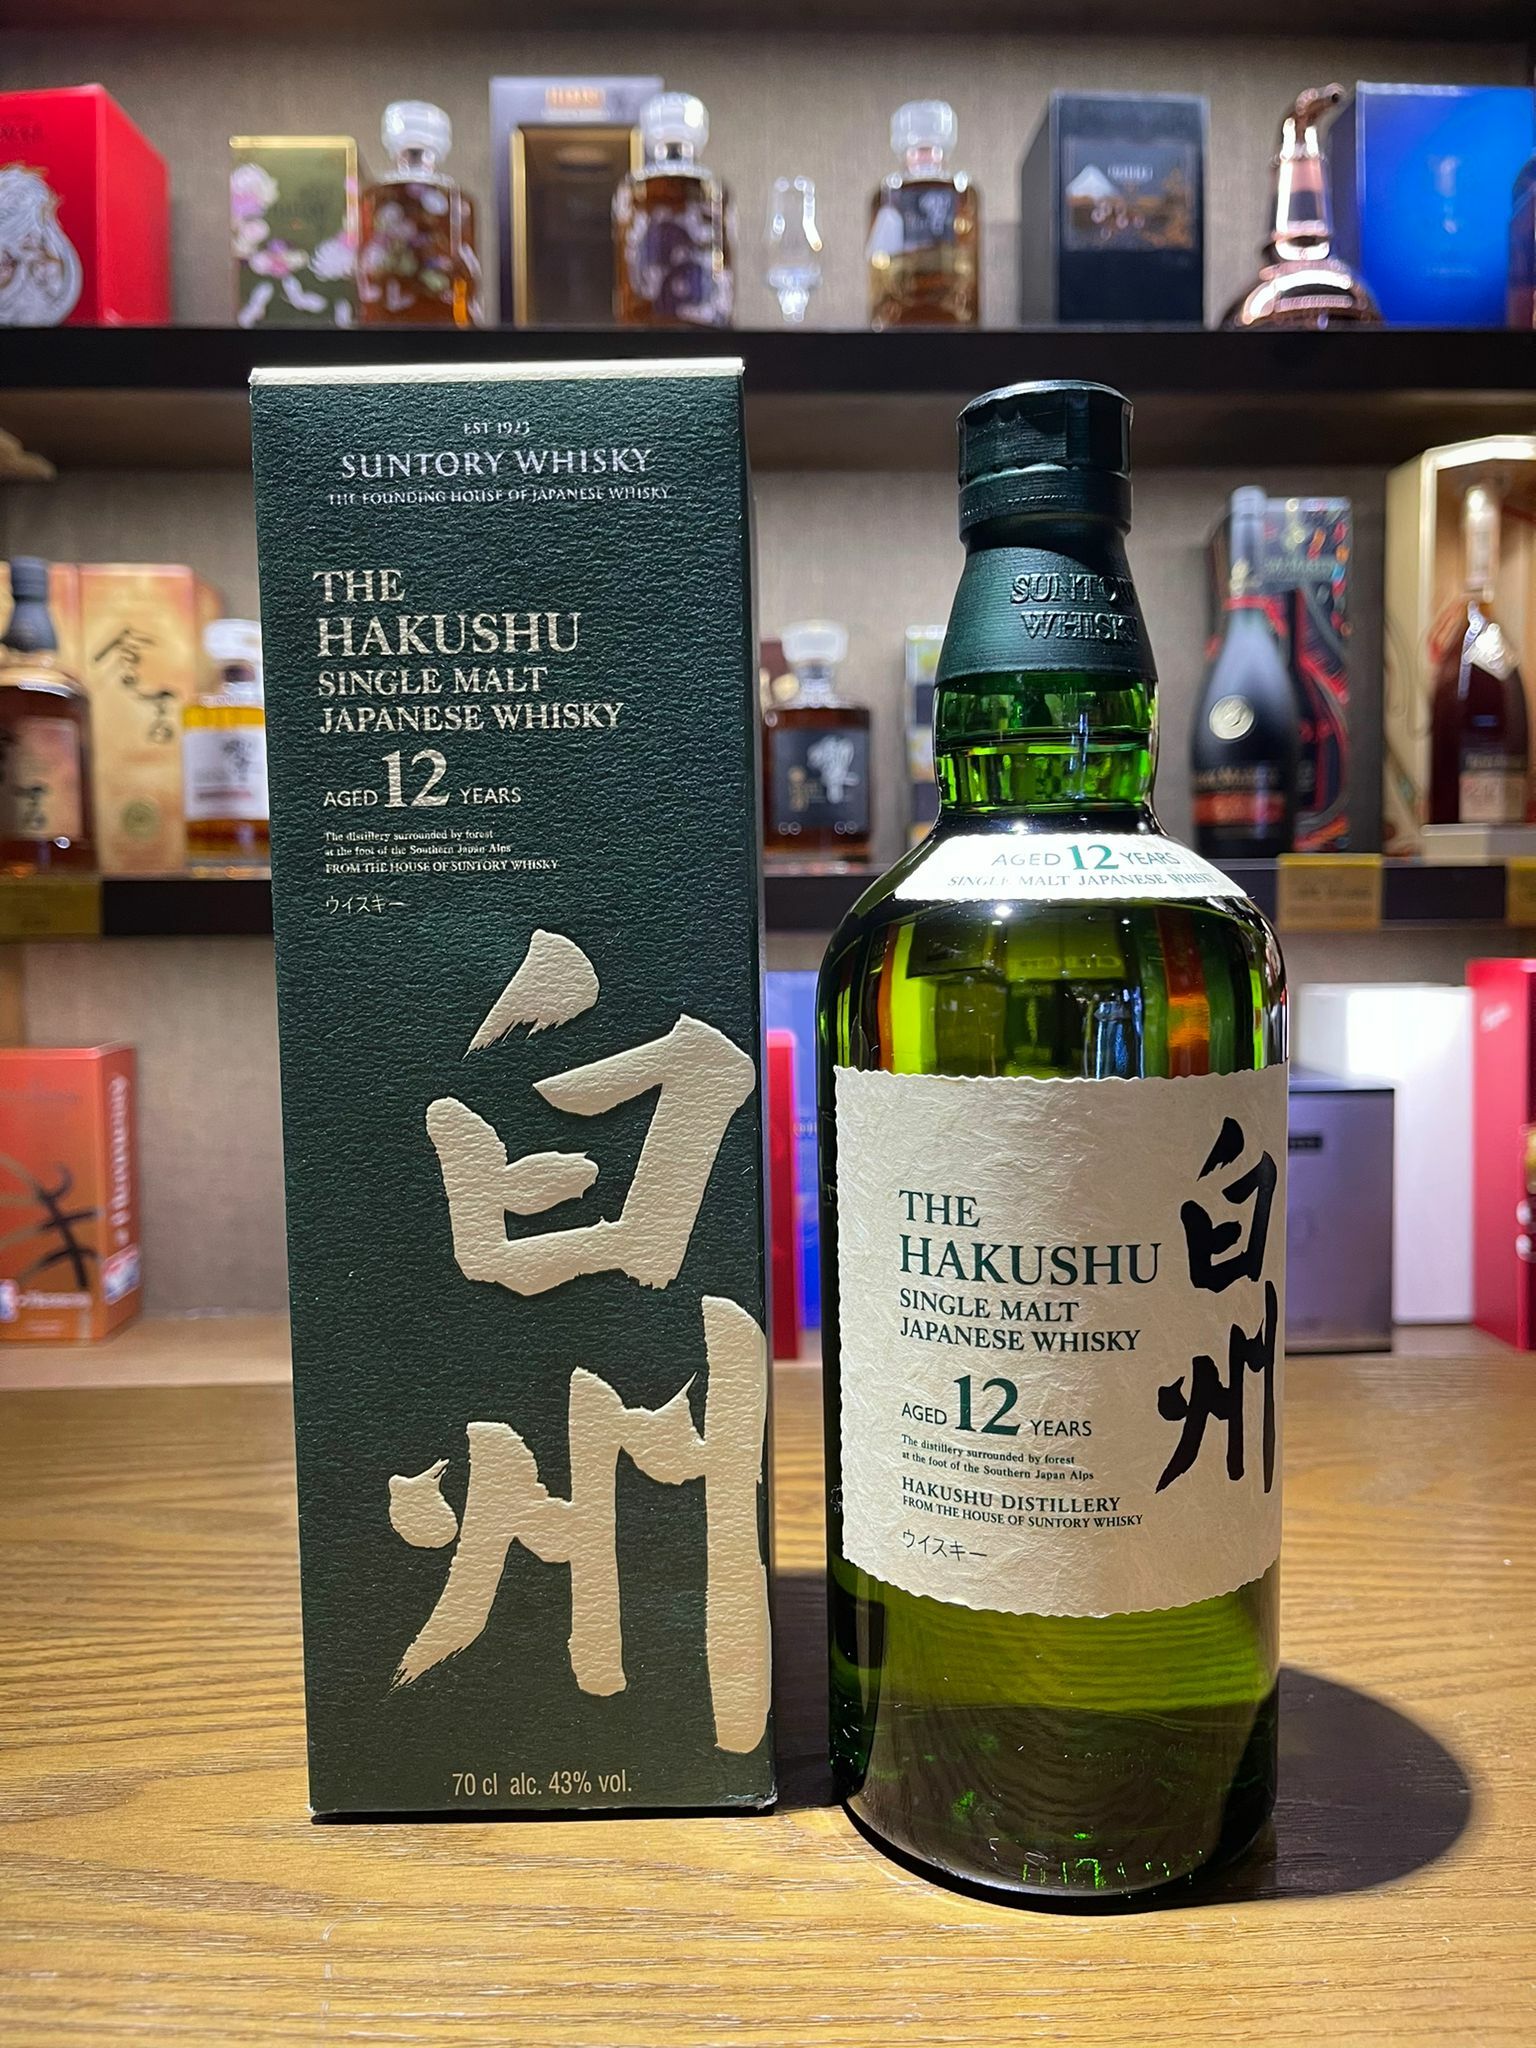 EST 1923
SUNTORY WHISKY
THE FOUNDING HOUSE OF JAPANESE WHISKY
THE
HAKUSHU
SINGLE MALT
JAPANESE WHISKY
AGED 12 YEARS
The distillery surrounded by forest
at the foot of the Southern Japan Alps
FROM THE HOUSE OF SUNTORY WHISKY
ウイスキー
白州
70 cl alc. 43% vol.
SUNTORY
WHISKY
AGED 12 YEARS
SINGLE MALT JAPANESE WHISKY
THE
HAKUSHU
SINGLE MALT
JAPANESE WHISKY
AGED 12 YEARS
The distillery surrounded by forest
at the foot of the Southern Japan Alps
HAKUSHU DISTILLERY
FROM THE HOUSE OF SUNTORY WHISKY
ウイスキー
白州
響